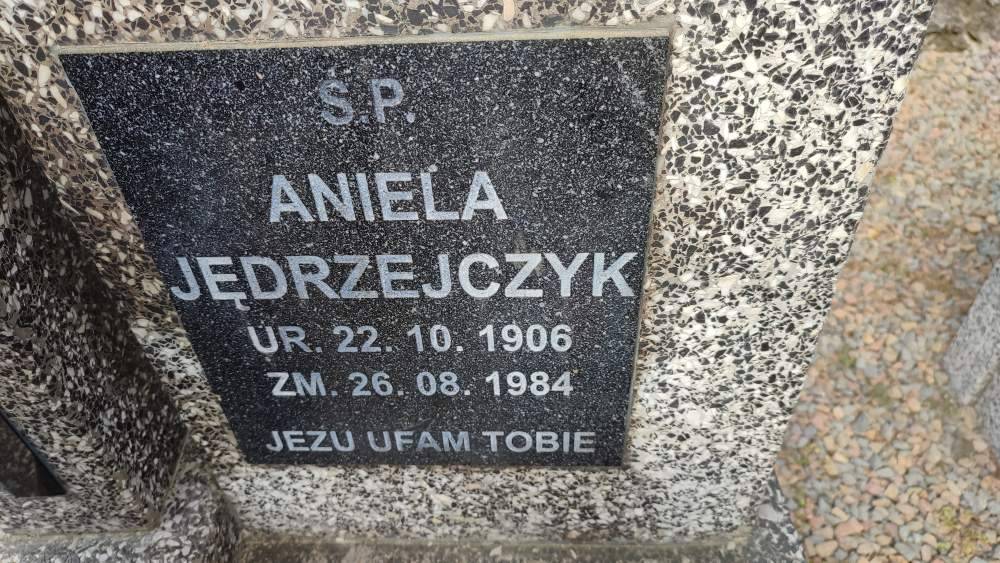 Ś.P.
ANIELA
JĘDRZEJCZYK
UR. 22. 10. 1906
ZM. 26. 08. 1984
JEZU UFAM TOBIE